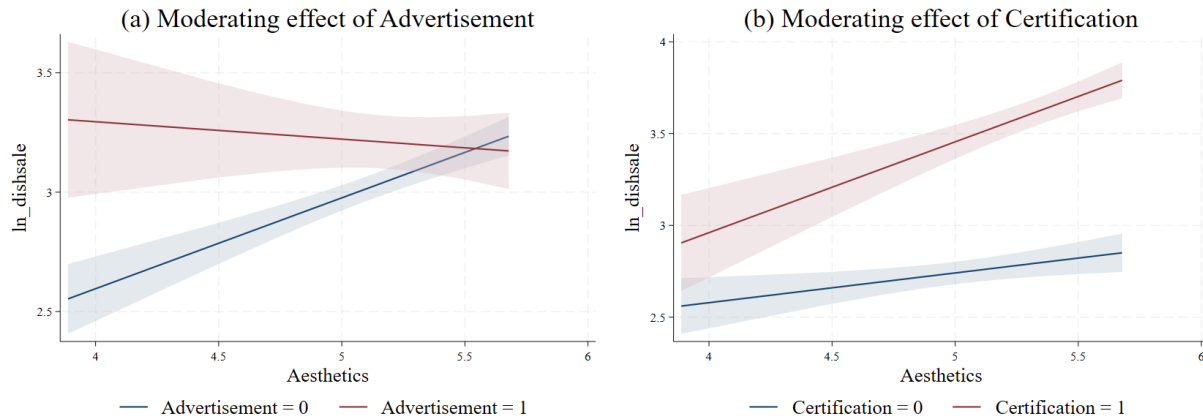 (a) Moderating effect of Advertisement
3.5
3
2.5
ln_dishsale
4
4.5
5
5.5
6
Aesthetics
Advertisement = 0
Advertisement = 1
(b) Moderating effect of Certification
4
3.5
3
2.5
ln_dishsale
4
4.5
5
5.5
6
Aesthetics
Certification = 0
Certification = 1